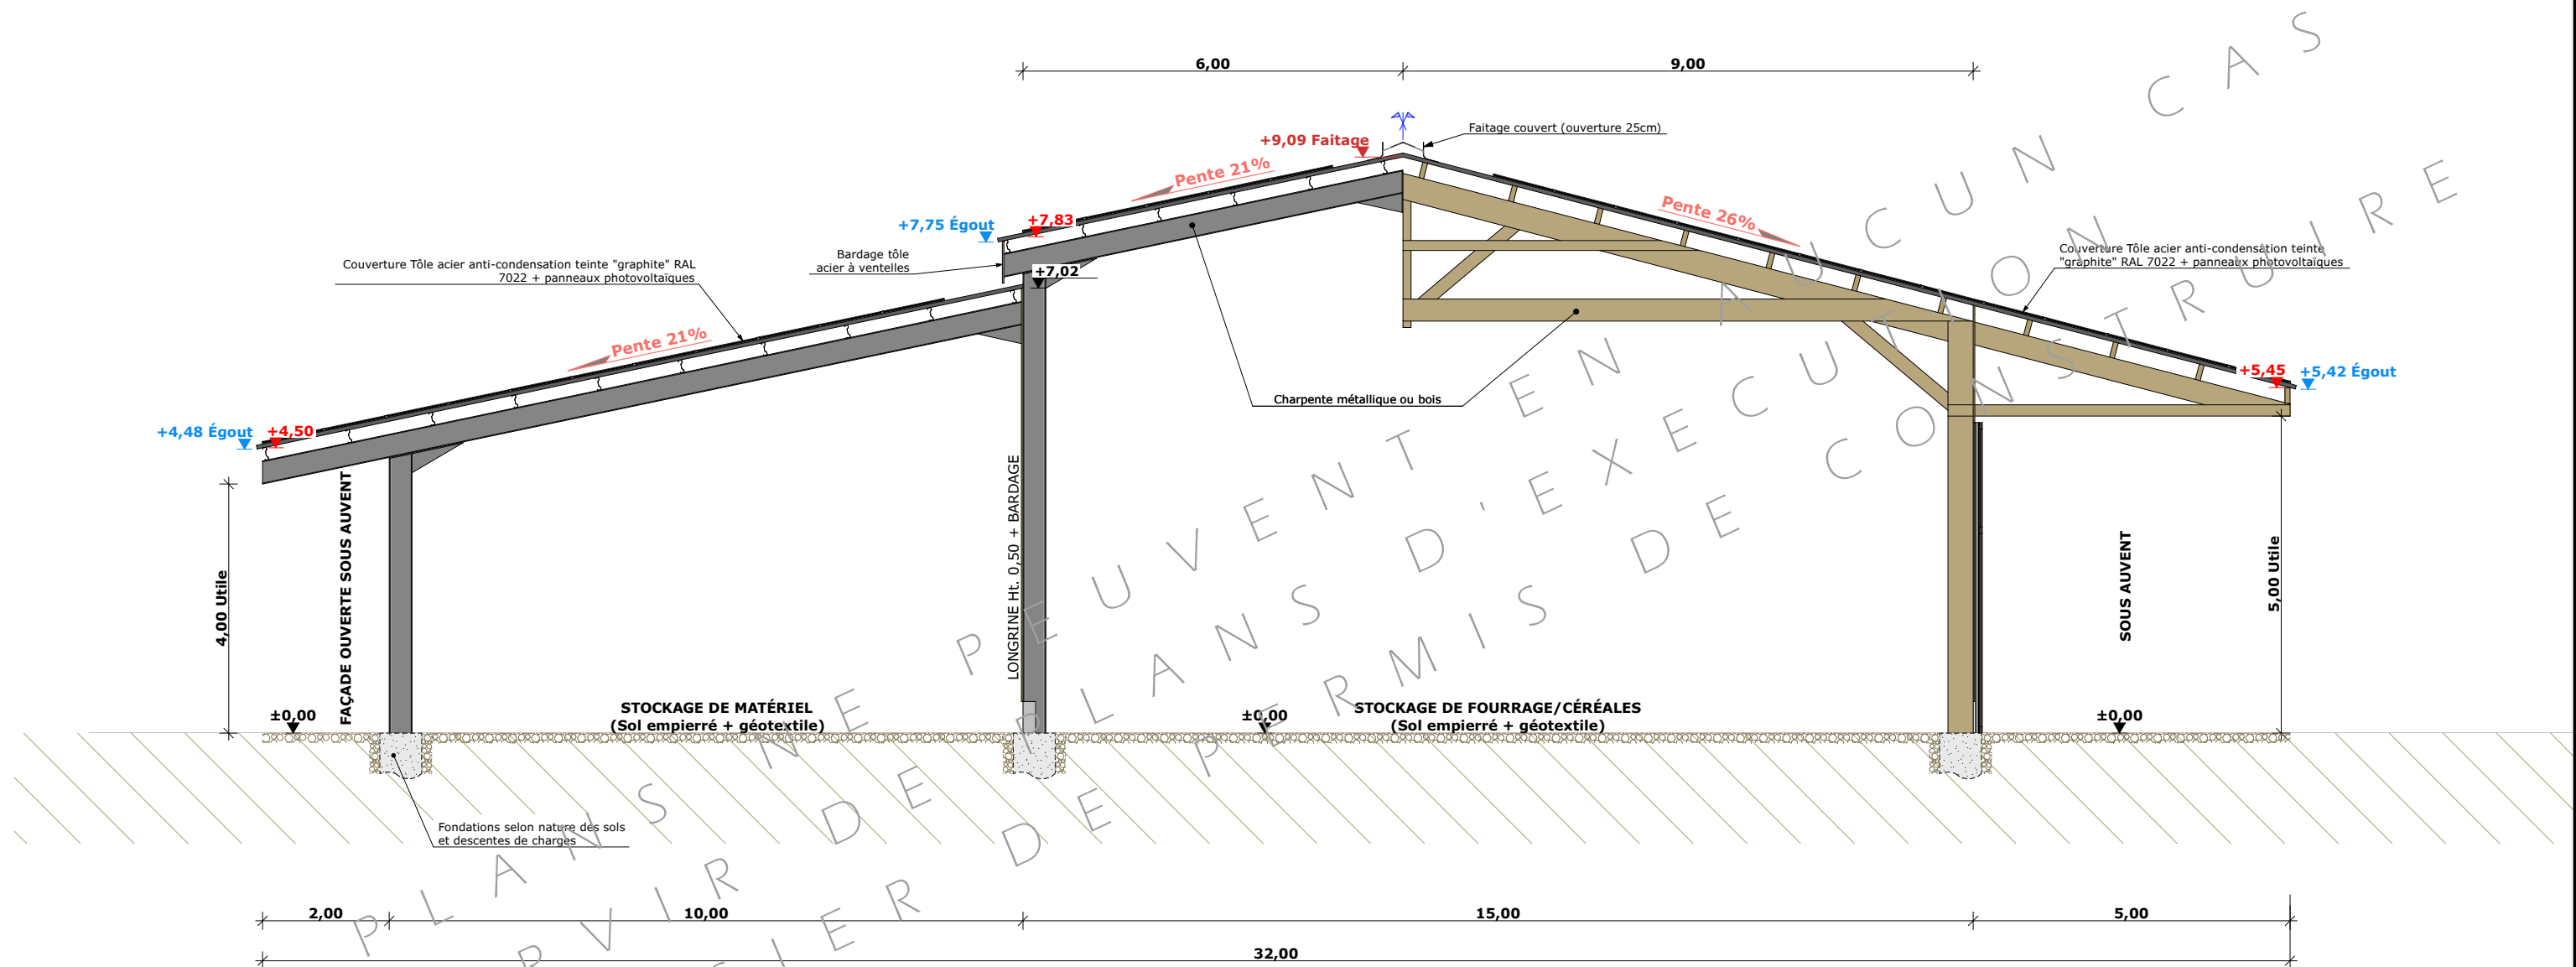 6,00
9,00
Faitage couvert (ouverture 25cm)
+9,09 Faitage
Pente 21%
Pente 26%
+7,75 Égout
+7,83
Bardage tôle
acier à ventelles
+7,02
Couverture Tôle acier anti-condensation teinte "graphite" RAL
7022 + panneaux photovoltaïques
Couverture Tôle acier anti-condensation teinte
"graphite" RAL 7022 + panneaux photovoltaïques
Pente 21%
+5,45
+5,42 Égout
Charpente métallique ou bois
+4,48 Égout
+4,50
4,00 Utile
FAÇADE OUVERTE SOUS AUVENT
LONGRINE Ht. 0,50 + BARDAGE
SOUS AUVENT
5,00 Utile
±0,00
STOCKAGE DE MATÉRIEL
(Sol empierré + géotextile)
±0,00
STOCKAGE DE FOURRAGE/CÉRÉALES
(Sol empierré + géotextile)
±0,00
Fondations selon nature des sols
et descentes de charges
2,00
10,00
15,00
5,00
32,00
PLANS NE PEUVENT EN AUCUN CAS
RVIR DE PLANS D'EXECUTION
SIER DE PERMIS DE CONSTRUIRE